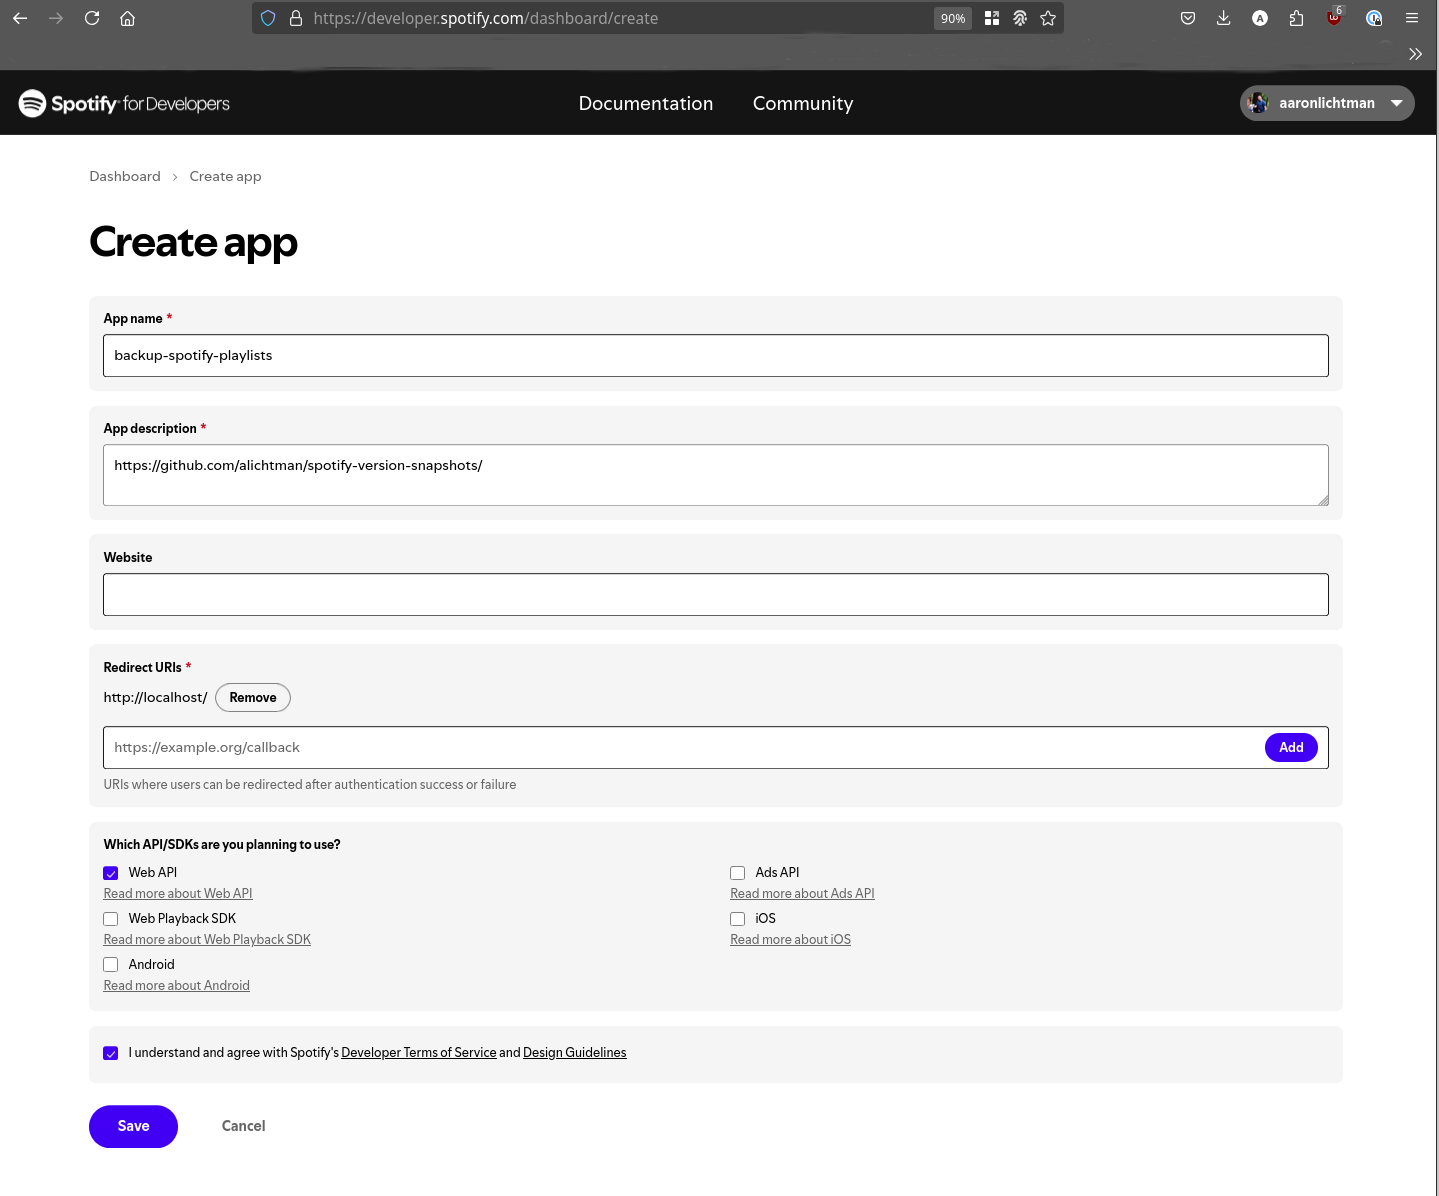 https://developer.spotify.com/dashboard/create
90%
A
6
Spotify for Developers
Documentation
Community
aaronlichtman
Dashboard > Create app
Create app
App name *
backup-spotify-playlists
App description *
https://github.com/alichtman/spotify-version-snapshots/
Website
Redirect URIs *
http://localhost/ Remove
https://example.org/callback Add
URIs where users can be redirected after authentication success or failure
Which API/SDKs are you planning to use?
Web API
Read more about Web API
Web Playback SDK
Read more about Web Playback SDK
Android
Read more about Android
Ads API
Read more about Ads API
iOS
Read more about iOS
I understand and agree with Spotify's Developer Terms of Service and Design Guidelines
Save
Cancel